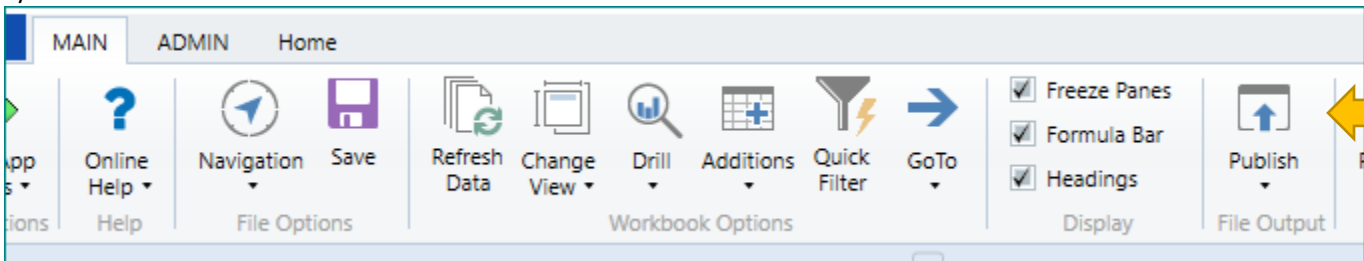 MAIN ADMIN Home
Online Help
Navigation
Save
Refresh Data
Change View
Drill
Additions
Quick Filter
GoTo
Freeze Panes
Formula Bar
Headings
Publish
Help
File Options
Workbook Options
Display
File Output